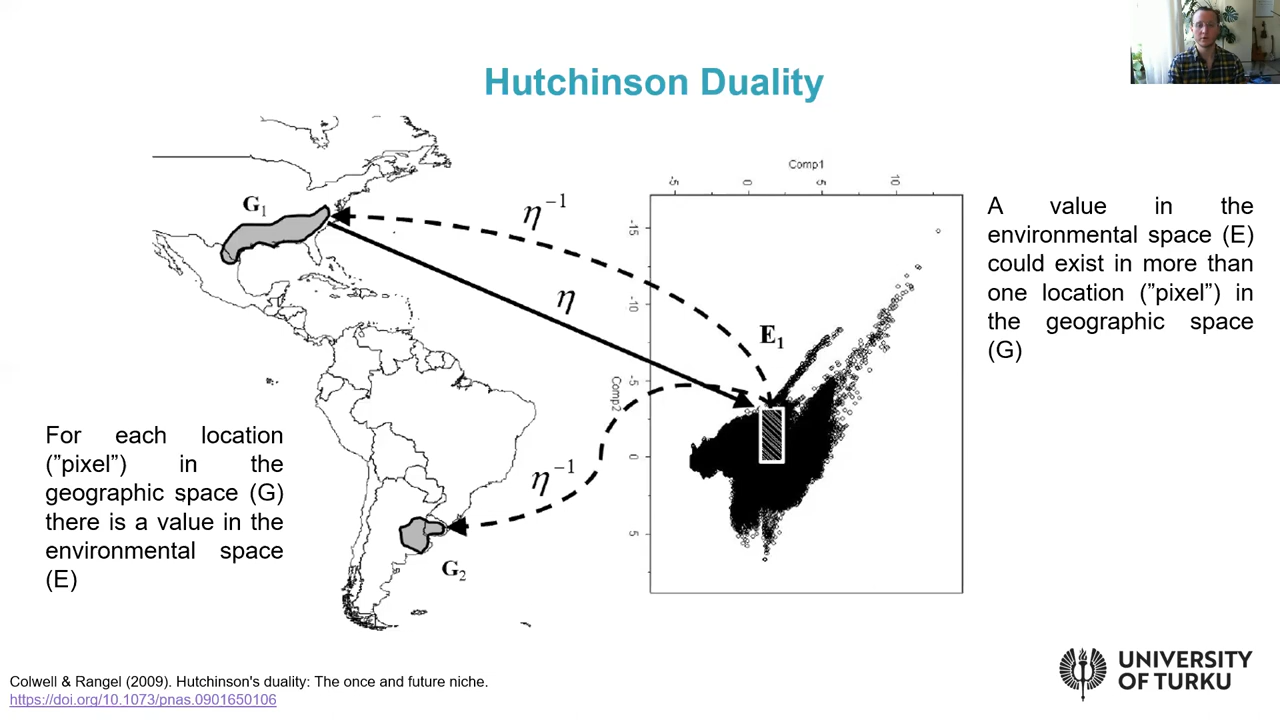 Hutchinson Duality
G1
η−1
η
η−1
G2
E1
Comp1
-5
0
5
10
Comp2
-15
-10
-5
0
5
A value in the
environmental space (E)
could exist in more than
one location (”pixel”) in
the geographic space
(G)
For each location
(”pixel”) in the
geographic space (G)
there is a value in the
environmental space
(E)
Colwell & Rangel (2009). Hutchinson's duality: The once and future niche.
https://doi.org/10.1073/pnas.0901650106
UNIVERSITY
OF TURKU